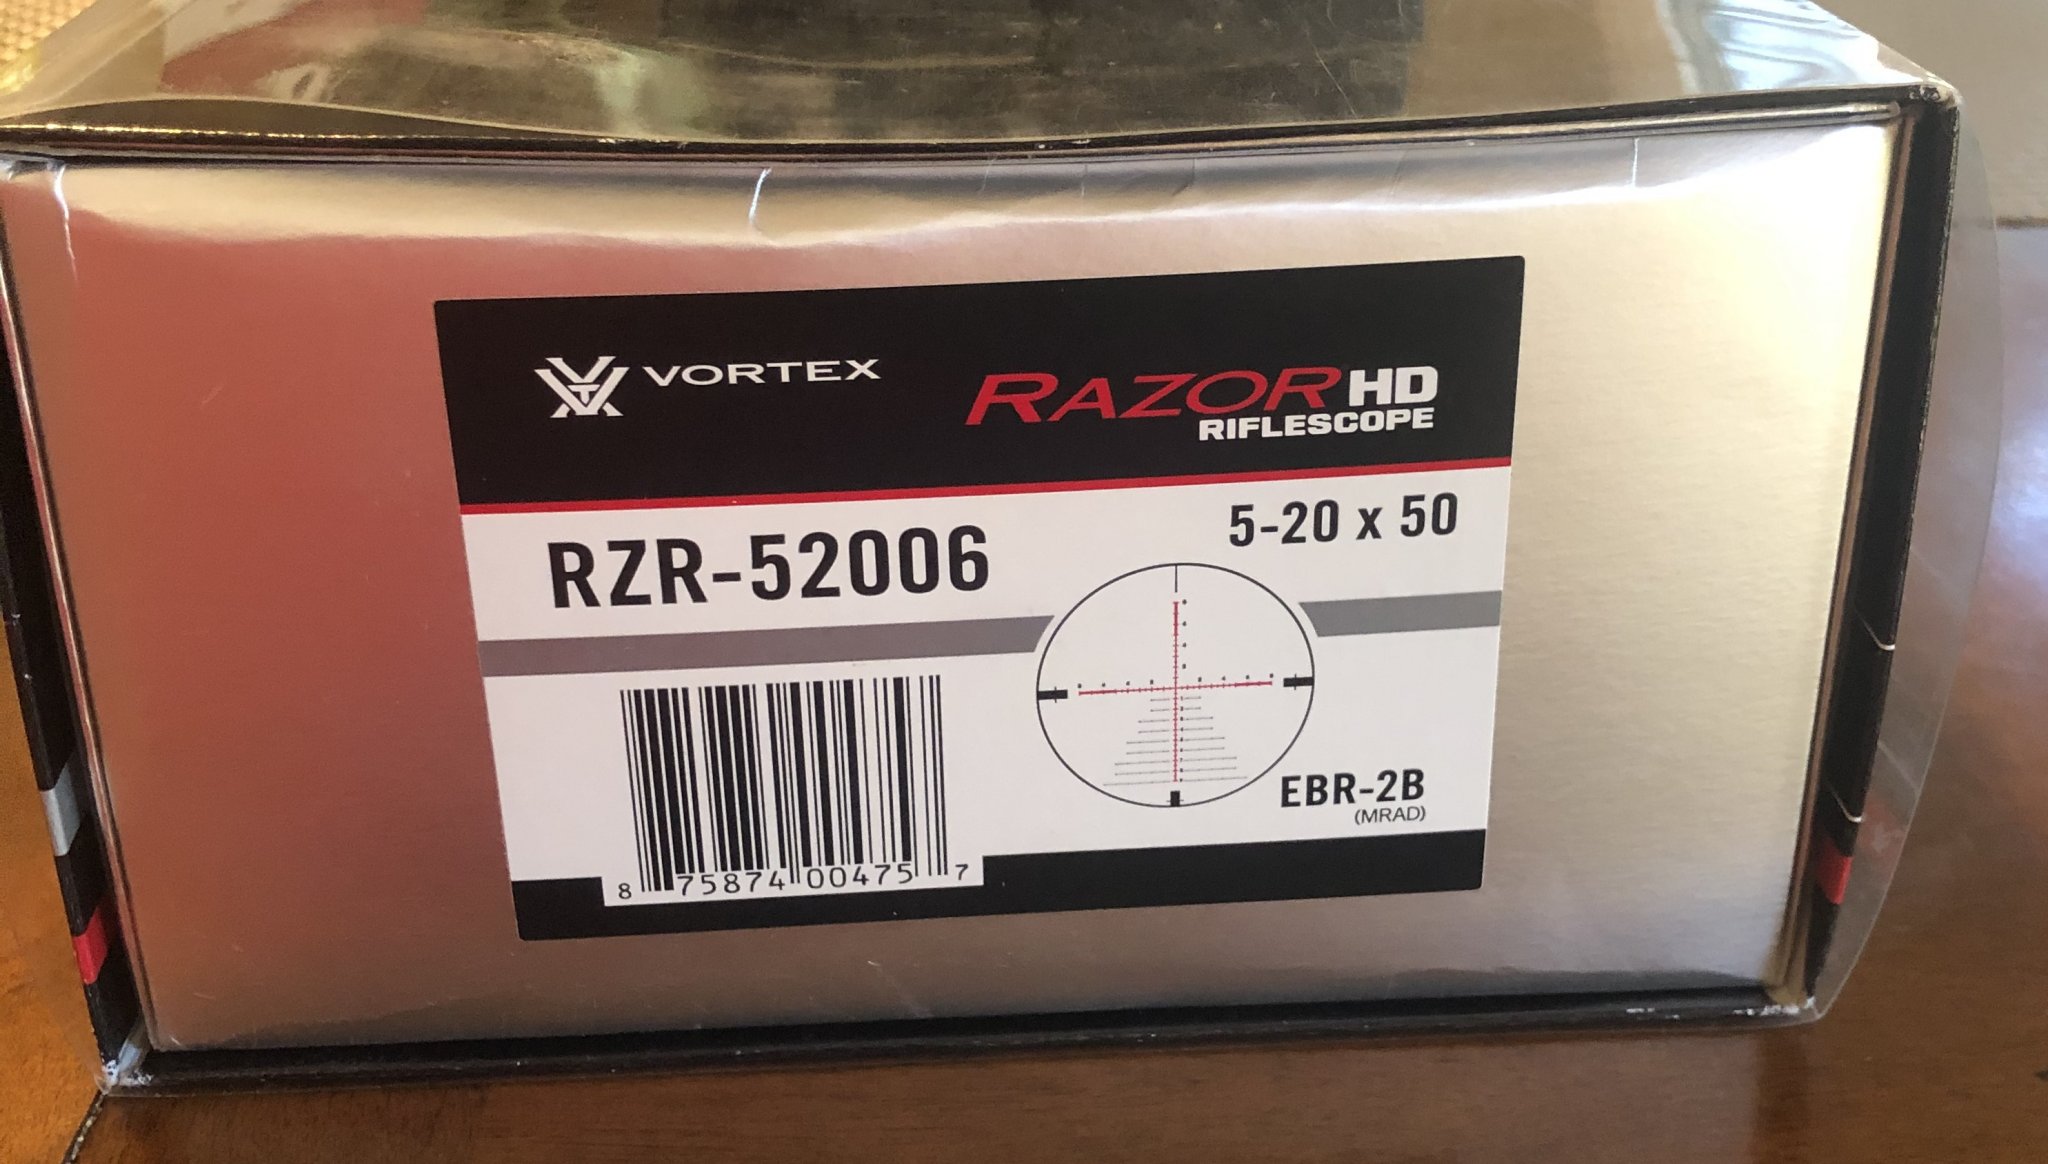 VORTEX
RAZOR HD
RIFLESCOPE
RZR-52006
5-20 x 50
EBR-2B
(MRAD)
8 75874 00475 7